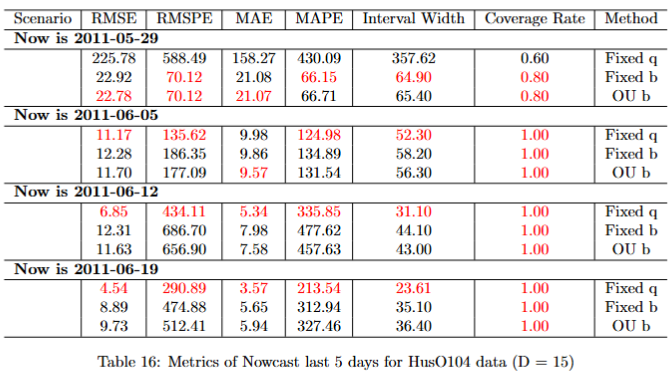 Scenario RMSE RMSPE MAE MAPE Interval Width Coverage Rate Method
Now is 2011-05-29
225.78 588.49 158.27 430.09 357.62 0.60 Fixed q
22.92 70.12 21.08 66.15 64.90 0.80 Fixed b
22.78 70.12 21.07 66.71 65.40 0.80 OU b
Now is 2011-06-05
11.17 135.62 9.98 124.98 52.30 1.00 Fixed q
12.28 186.35 9.86 134.89 58.20 1.00 Fixed b
11.70 177.09 9.57 131.54 56.30 1.00 OU b
Now is 2011-06-12
6.85 434.11 5.34 335.85 31.10 1.00 Fixed q
12.31 686.70 7.98 477.62 44.10 1.00 Fixed b
11.63 656.90 7.58 457.63 43.00 1.00 OU b
Now is 2011-06-19
4.54 290.89 3.57 213.54 23.61 1.00 Fixed q
8.89 474.88 5.65 312.94 35.10 1.00 Fixed b
9.73 512.41 5.94 327.46 36.40 1.00 OU b
Table 16: Metrics of Nowcast last 5 days for HusO104 data (D = 15)